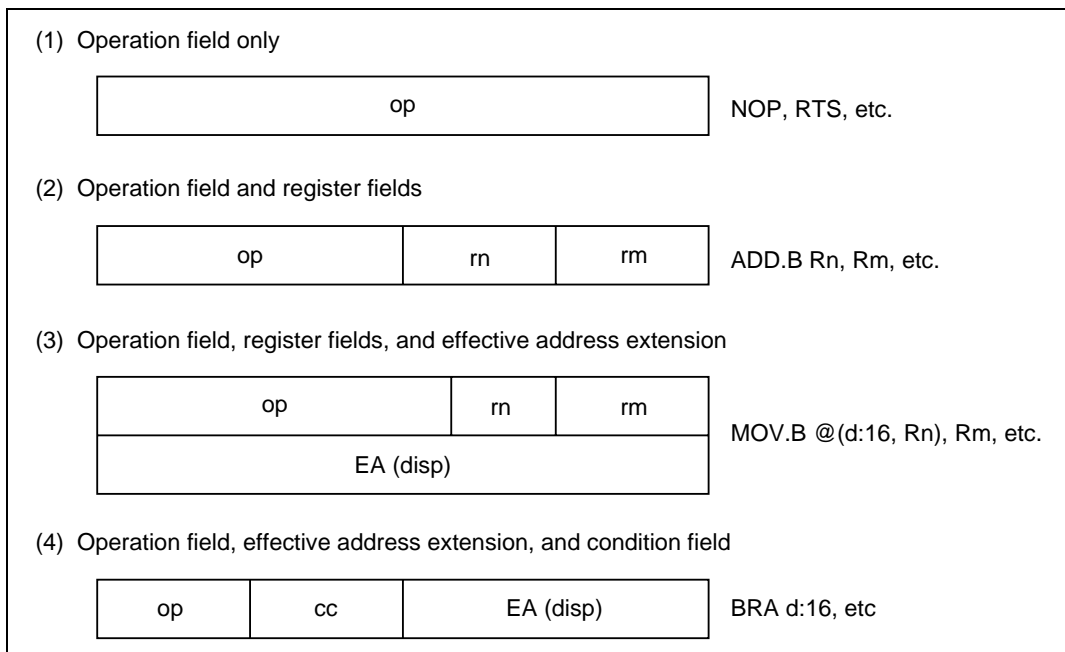 (1) Operation field only
op
NOP, RTS, etc.
(2) Operation field and register fields
op rn rm
ADD.B Rn, Rm, etc.
(3) Operation field, register fields, and effective address extension
op rn rm
EA (disp)
MOV.B @(d:16, Rn), Rm, etc.
(4) Operation field, effective address extension, and condition field
op cc EA (disp)
BRA d:16, etc